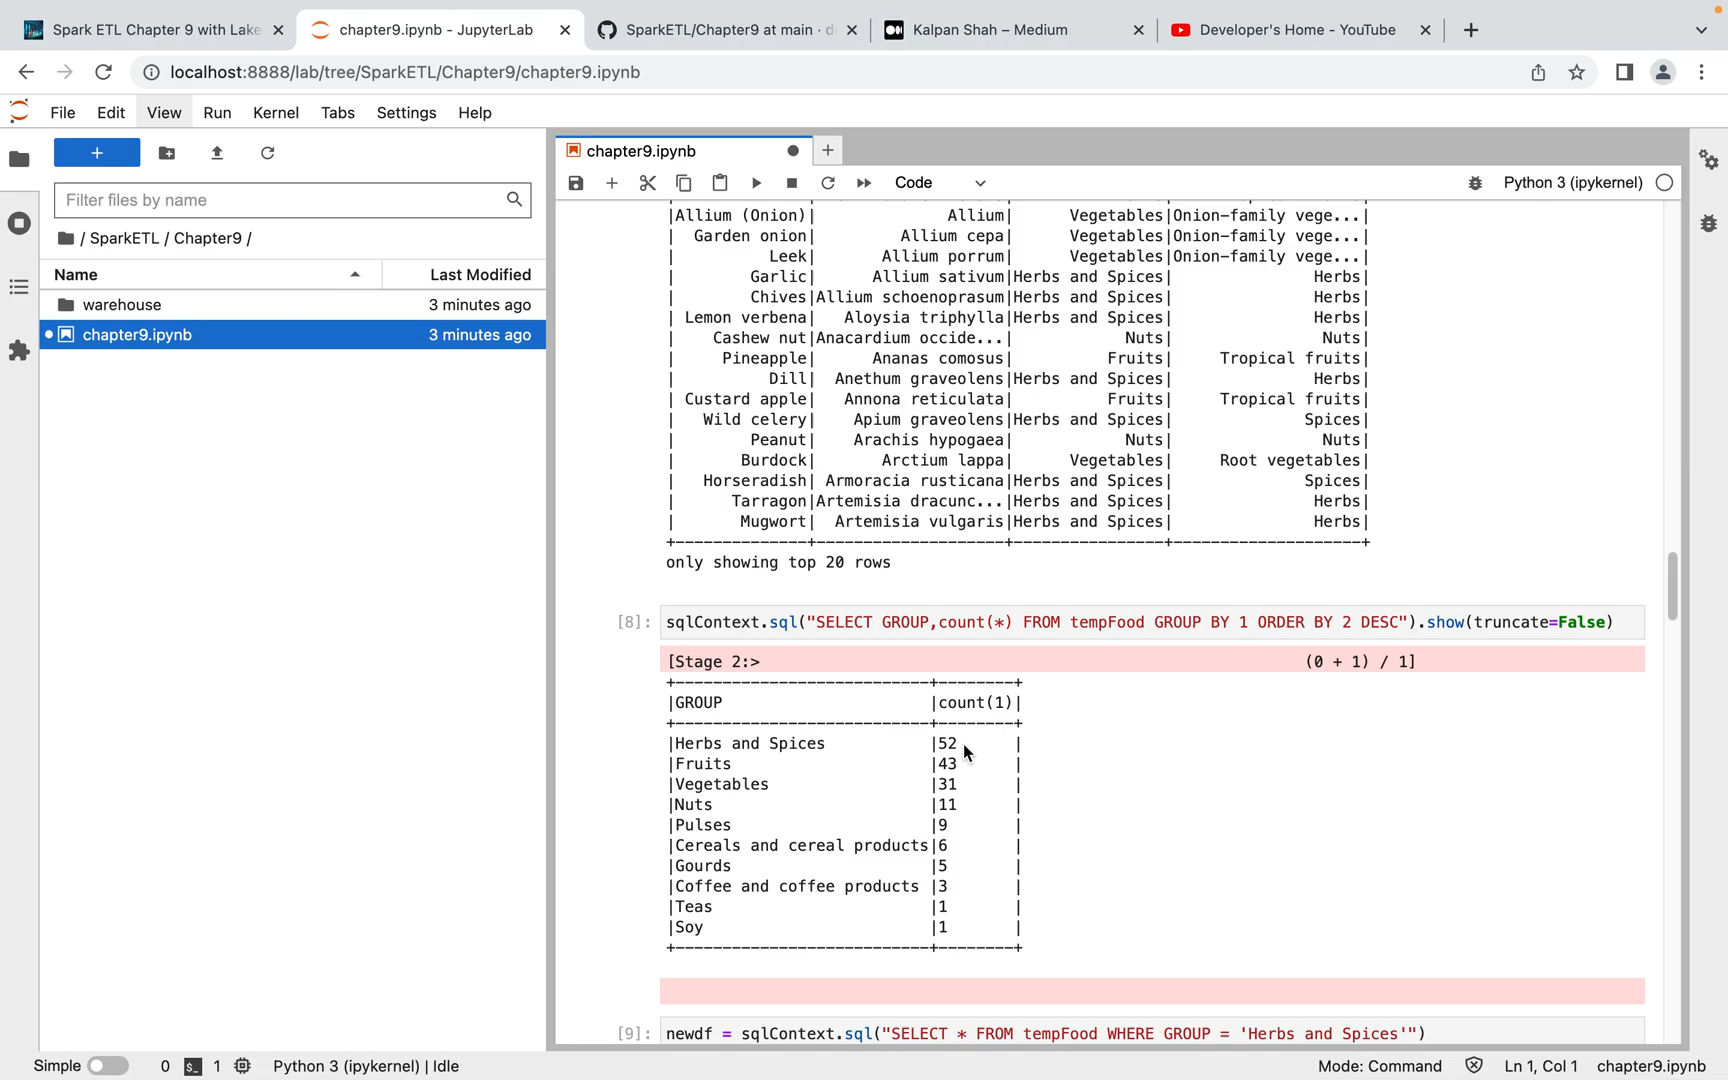 Spark ETL Chapter 9 with Lake
chapter9.ipynb - JupyterLab
SparkETL/Chapter9 at main · d
Kalpan Shah – Medium
Developer's Home - YouTube
localhost:8888/lab/tree/SparkETL/Chapter9/chapter9.ipynb
File Edit View Run Kernel Tabs Settings Help
+
Filter files by name
/ SparkETL / Chapter9 /
Name Last Modified
warehouse 3 minutes ago
chapter9.ipynb 3 minutes ago
chapter9.ipynb
Code
Python 3 (ipykernel)
|Allium (Onion)| Allium| Vegetables|Onion-family vege...|
| Garden onion| Allium cepa| Vegetables|Onion-family vege...|
| Leek| Allium porrum| Vegetables|Onion-family vege...|
| Garlic| Allium sativum|Herbs and Spices| Herbs|
| Chives|Allium schoenoprasum|Herbs and Spices| Herbs|
| Lemon verbena| Aloysia triphylla|Herbs and Spices| Herbs|
| Cashew nut|Anacardium occide...| Nuts| Nuts|
| Pineapple| Ananas comosus| Fruits| Tropical fruits|
| Dill| Anethum graveolens|Herbs and Spices| Herbs|
| Custard apple| Annona reticulata| Fruits| Tropical fruits|
| Wild celery| Apium graveolens|Herbs and Spices| Spices|
| Peanut| Arachis hypogaea| Nuts| Nuts|
| Burdock| Arctium lappa| Vegetables| Root vegetables|
| Horseradish| Armoracia rusticana|Herbs and Spices| Spices|
| Tarragon|Artemisia dracunc...|Herbs and Spices| Herbs|
| Mugwort| Artemisia vulgaris|Herbs and Spices| Herbs|
+--------------+--------------------+----------------+--------------------+
only showing top 20 rows
[8]: sqlContext.sql("SELECT GROUP,count(*) FROM tempFood GROUP BY 1 ORDER BY 2 DESC").show(truncate=False)
[Stage 2:> (0 + 1) / 1]
+---------------------------+--------+
|GROUP |count(1)|
+---------------------------+--------+
|Herbs and Spices |52 |
|Fruits |43 |
|Vegetables |31 |
|Nuts |11 |
|Pulses |9 |
|Cereals and cereal products|6 |
|Gourds |5 |
|Coffee and coffee products |3 |
|Teas |1 |
|Soy |1 |
+---------------------------+--------+
[9]: newdf = sqlContext.sql("SELECT * FROM tempFood WHERE GROUP = 'Herbs and Spices'")
Simple 0 $_ 1 Python 3 (ipykernel) | Idle Mode: Command Ln 1, Col 1 chapter9.ipynb